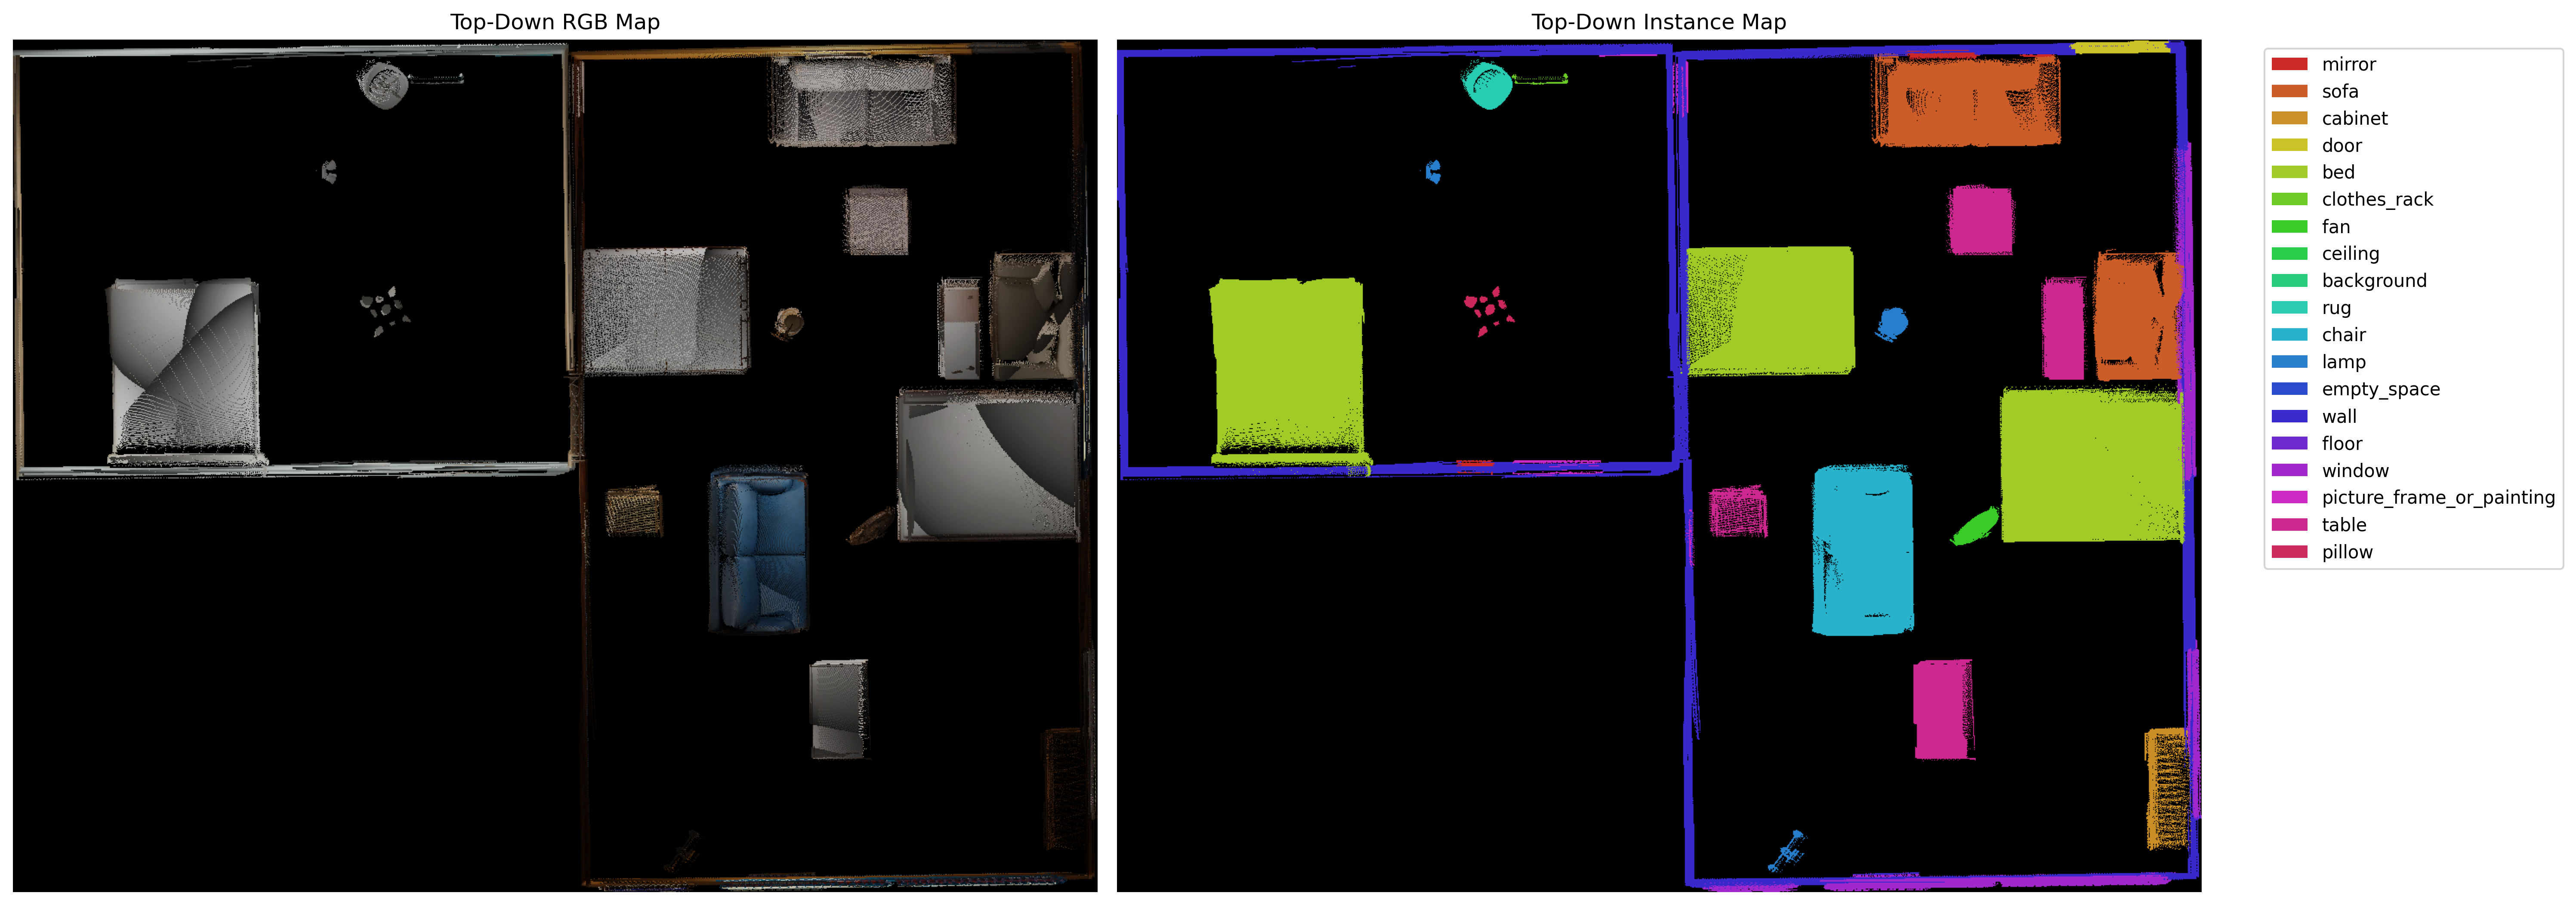 Top-Down RGB Map
Top-Down Instance Map
mirror
sofa
cabinet
door
bed
clothes_rack
fan
ceiling
background
rug
chair
lamp
empty_space
wall
floor
window
picture_frame_or_painting
table
pillow